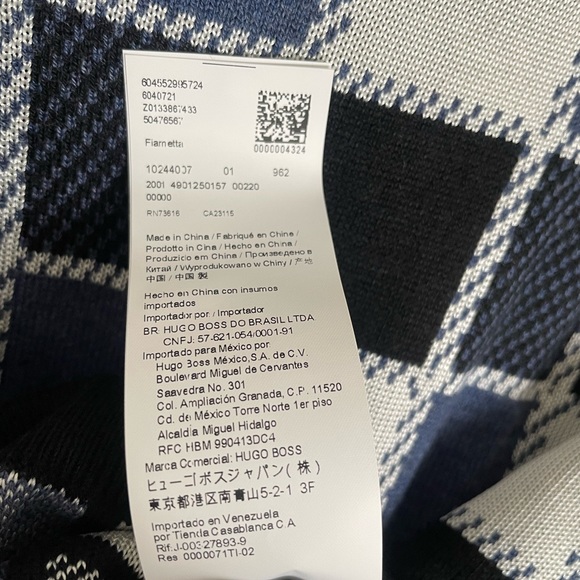 604552995724
6040721
Z0133867433
50476567
0000004324
Fiametta
10244037 01 962
2001 4901250157 00220
00000
RN73616 CA23115
Made in China / Fabriqué en Chine /
Prodotto in Cina / Hecho en China /
Produzido em China / Произведено в
Китай / Wyprodukowano w Chiny / 产地
中国 / 中国 製
Hecho en China con insumos
importados
Importador por / Importador
BR HUGO BOSS DO BRASIL LTDA
CNPJ: 57-621-054/0001-91
Importado para México por
Hugo Boss México, S.A. de C.V.
Boulevard Miguel de Cervantes
Saavedra No. 301
Col. Ampliación Granada, C.P. 11520
Cd. de México Torre Norte 1er piso
Alcaldía Miguel Hidalgo
RFC HBM 990413DC4
Marca Comercial: HUGO BOSS
ヒューゴボスジャパン(株)
東京都港区南青山5-2-1 3F
Importado en Venezuela
por Tienda Casablanca C A
Rif.J-00327893-9
Res 0000071TI-02